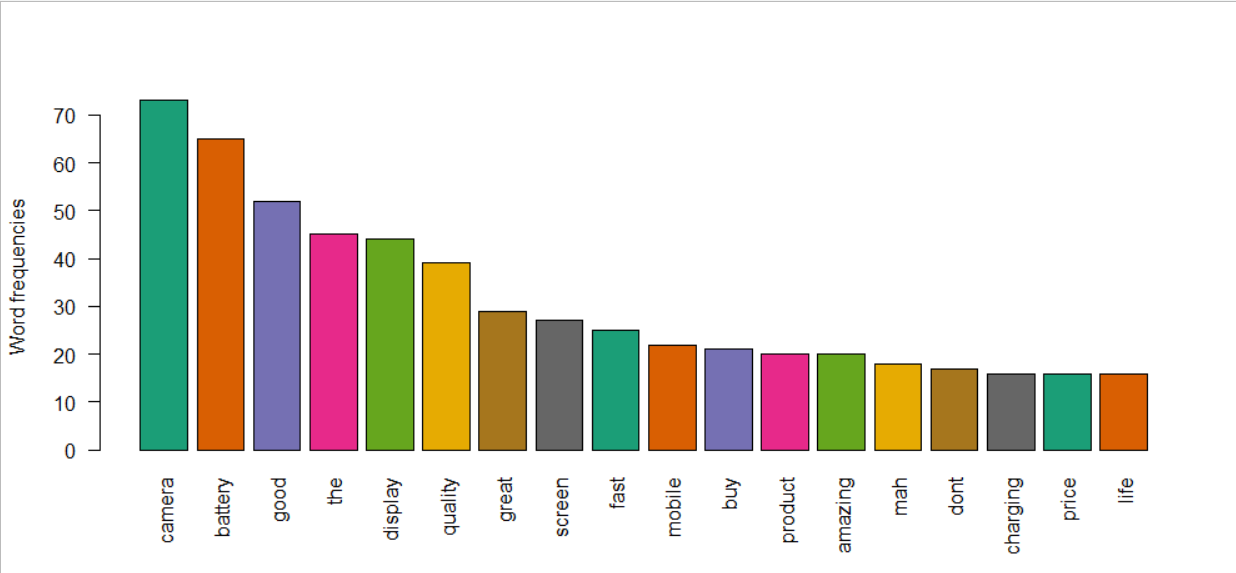 Word frequencies
70
60
50
40
30
20
10
0
camera
battery
good
the
display
quality
great
screen
fast
mobile
buy
product
amazing
mah
dont
charging
price
life